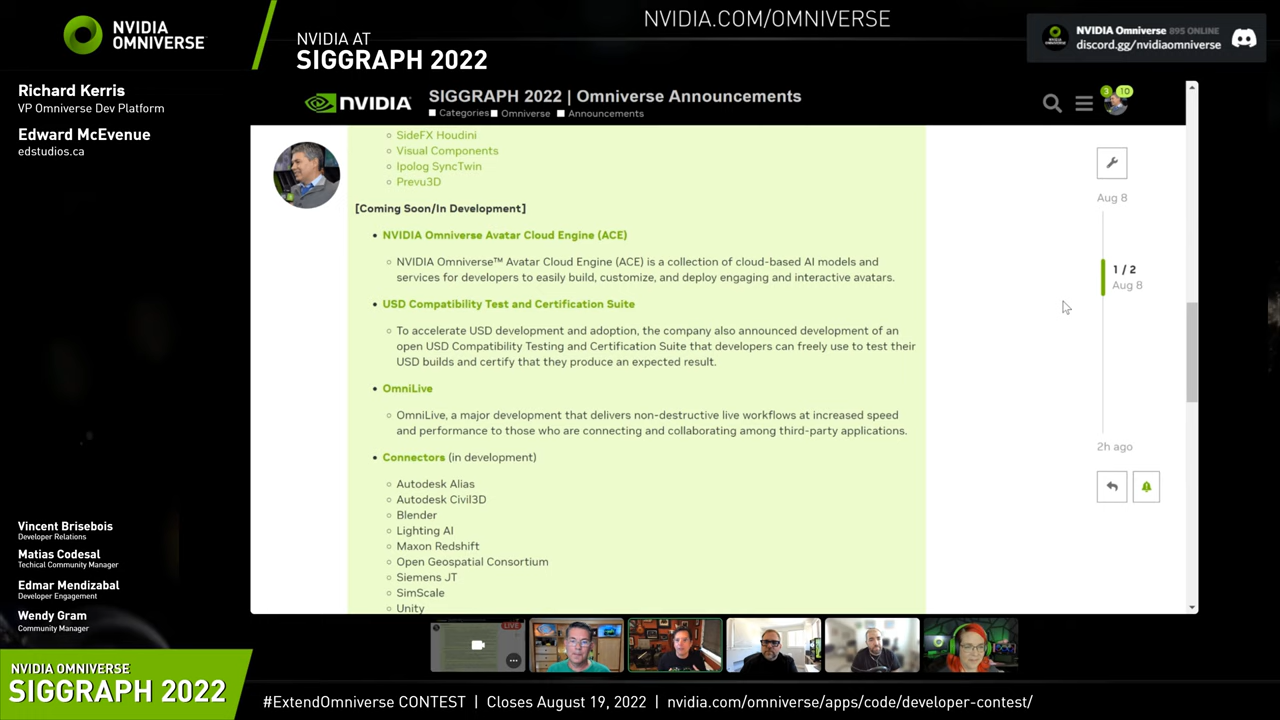 NVIDIA.COM/OMNIVERSE
NVIDIA
OMNIVERSE
NVIDIA AT
SIGGRAPH 2022
NVIDIA Omniverse 895 ONLINE
discord.gg/nvidiaomniverse
Richard Kerris
VP Omniverse Dev Platform
Edward McEvenue
edstudios.ca
NVIDIA
SIGGRAPH 2022 | Omniverse Announcements
Categories Omniverse Announcements
3 10
SideFX Houdini
Visual Components
Ipolog SyncTwin
Prevu3D
[Coming Soon/In Development]
NVIDIA Omniverse Avatar Cloud Engine (ACE)
NVIDIA Omniverse™ Avatar Cloud Engine (ACE) is a collection of cloud-based AI models and
services for developers to easily build, customize, and deploy engaging and interactive avatars.
USD Compatibility Test and Certification Suite
To accelerate USD development and adoption, the company also announced development of an
open USD Compatibility Testing and Certification Suite that developers can freely use to test their
USD builds and certify that they produce an expected result.
OmniLive
OmniLive, a major development that delivers non-destructive live workflows at increased speed
and performance to those who are connecting and collaborating among third-party applications.
Connectors (in development)
Autodesk Alias
Autodesk Civil3D
Blender
Lighting AI
Maxon Redshift
Open Geospatial Consortium
Siemens JT
SimScale
Unity
Aug 8
1 / 2
Aug 8
2h ago
Vincent Brisebois
Developer Relations
Matias Codesal
Techical Community Manager
Edmar Mendizabal
Developer Engagement
Wendy Gram
Community Manager
LIVE
NVIDIA OMNIVERSE
SIGGRAPH 2022
#ExtendOmniverse CONTEST | Closes August 19, 2022 | nvidia.com/omniverse/apps/code/developer-contest/